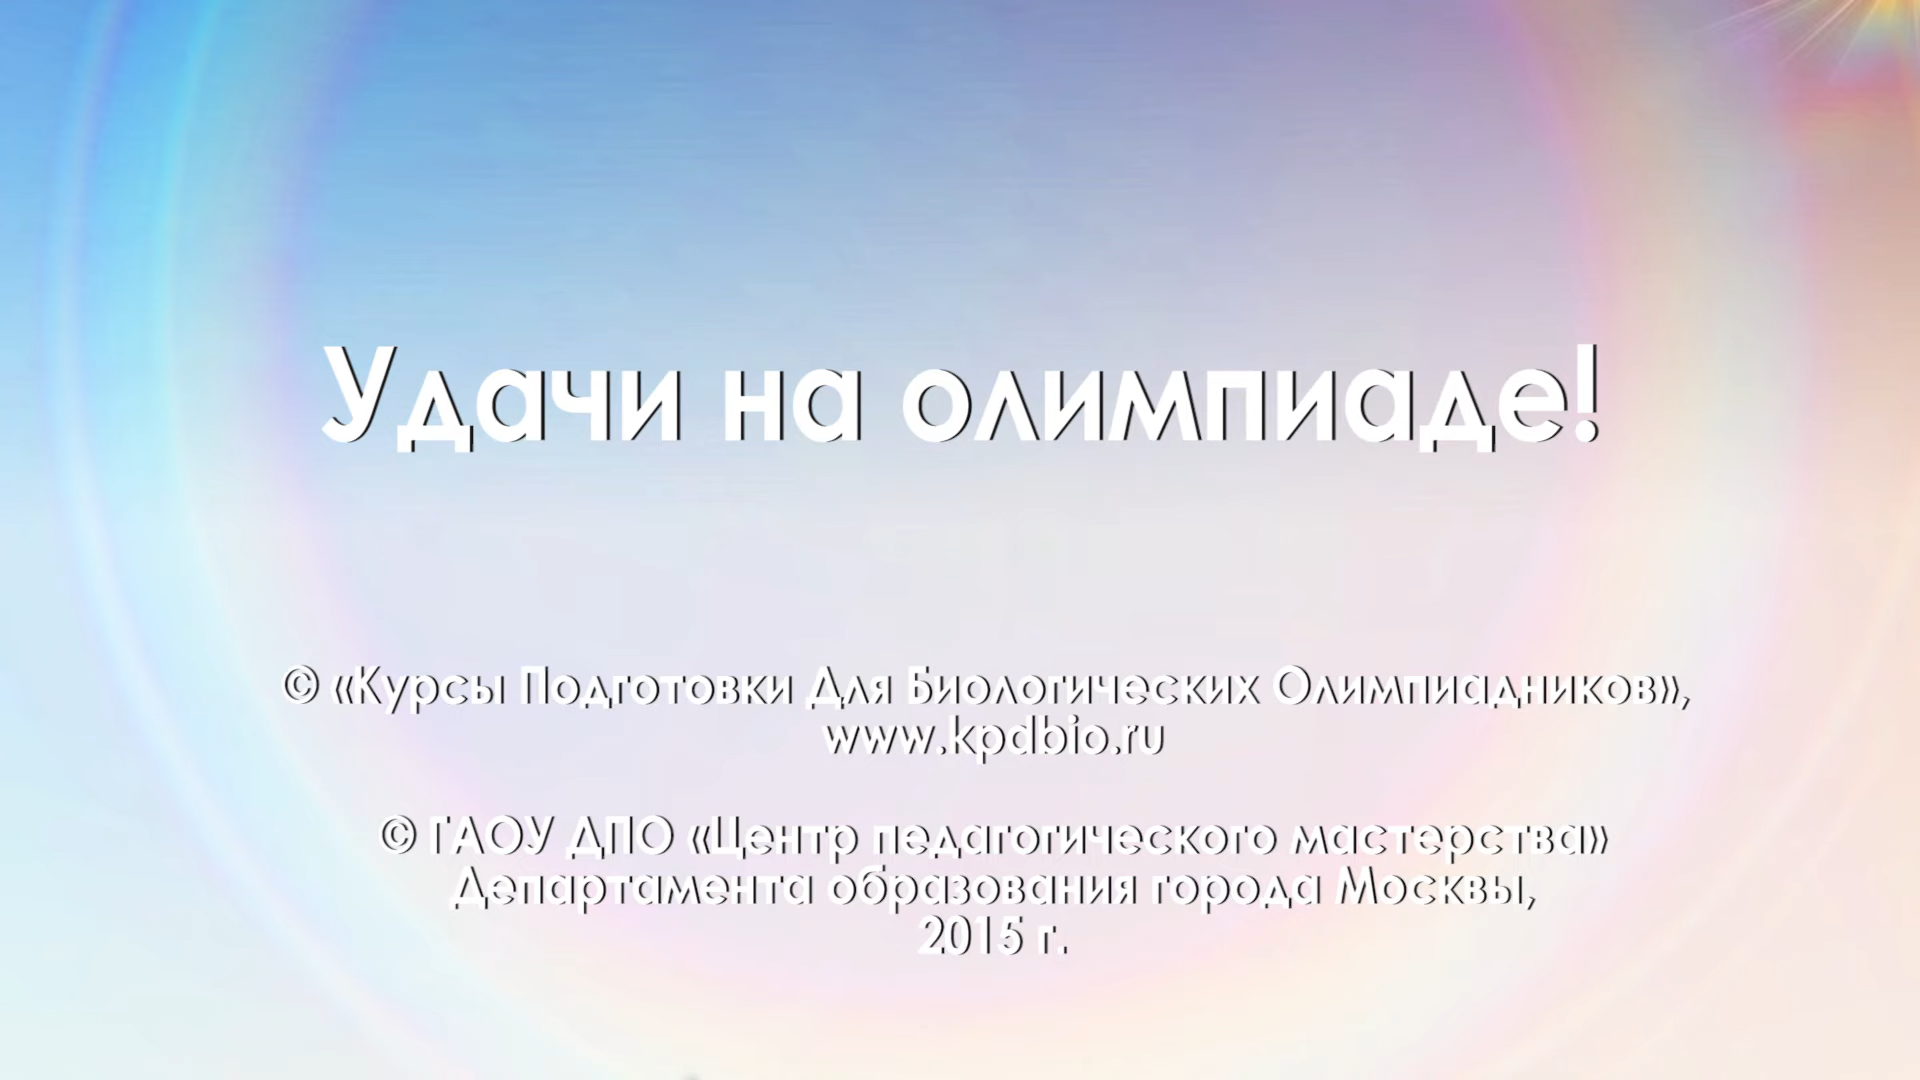 Удачи на олимпиаде!
© «Курсы Подготовки Для Биологических Олимпиадников»,
www.kpdbio.ru
© ГАОУ ДПО «Центр педагогического мастерства»
Департамента образования города Москвы,
2015 г.